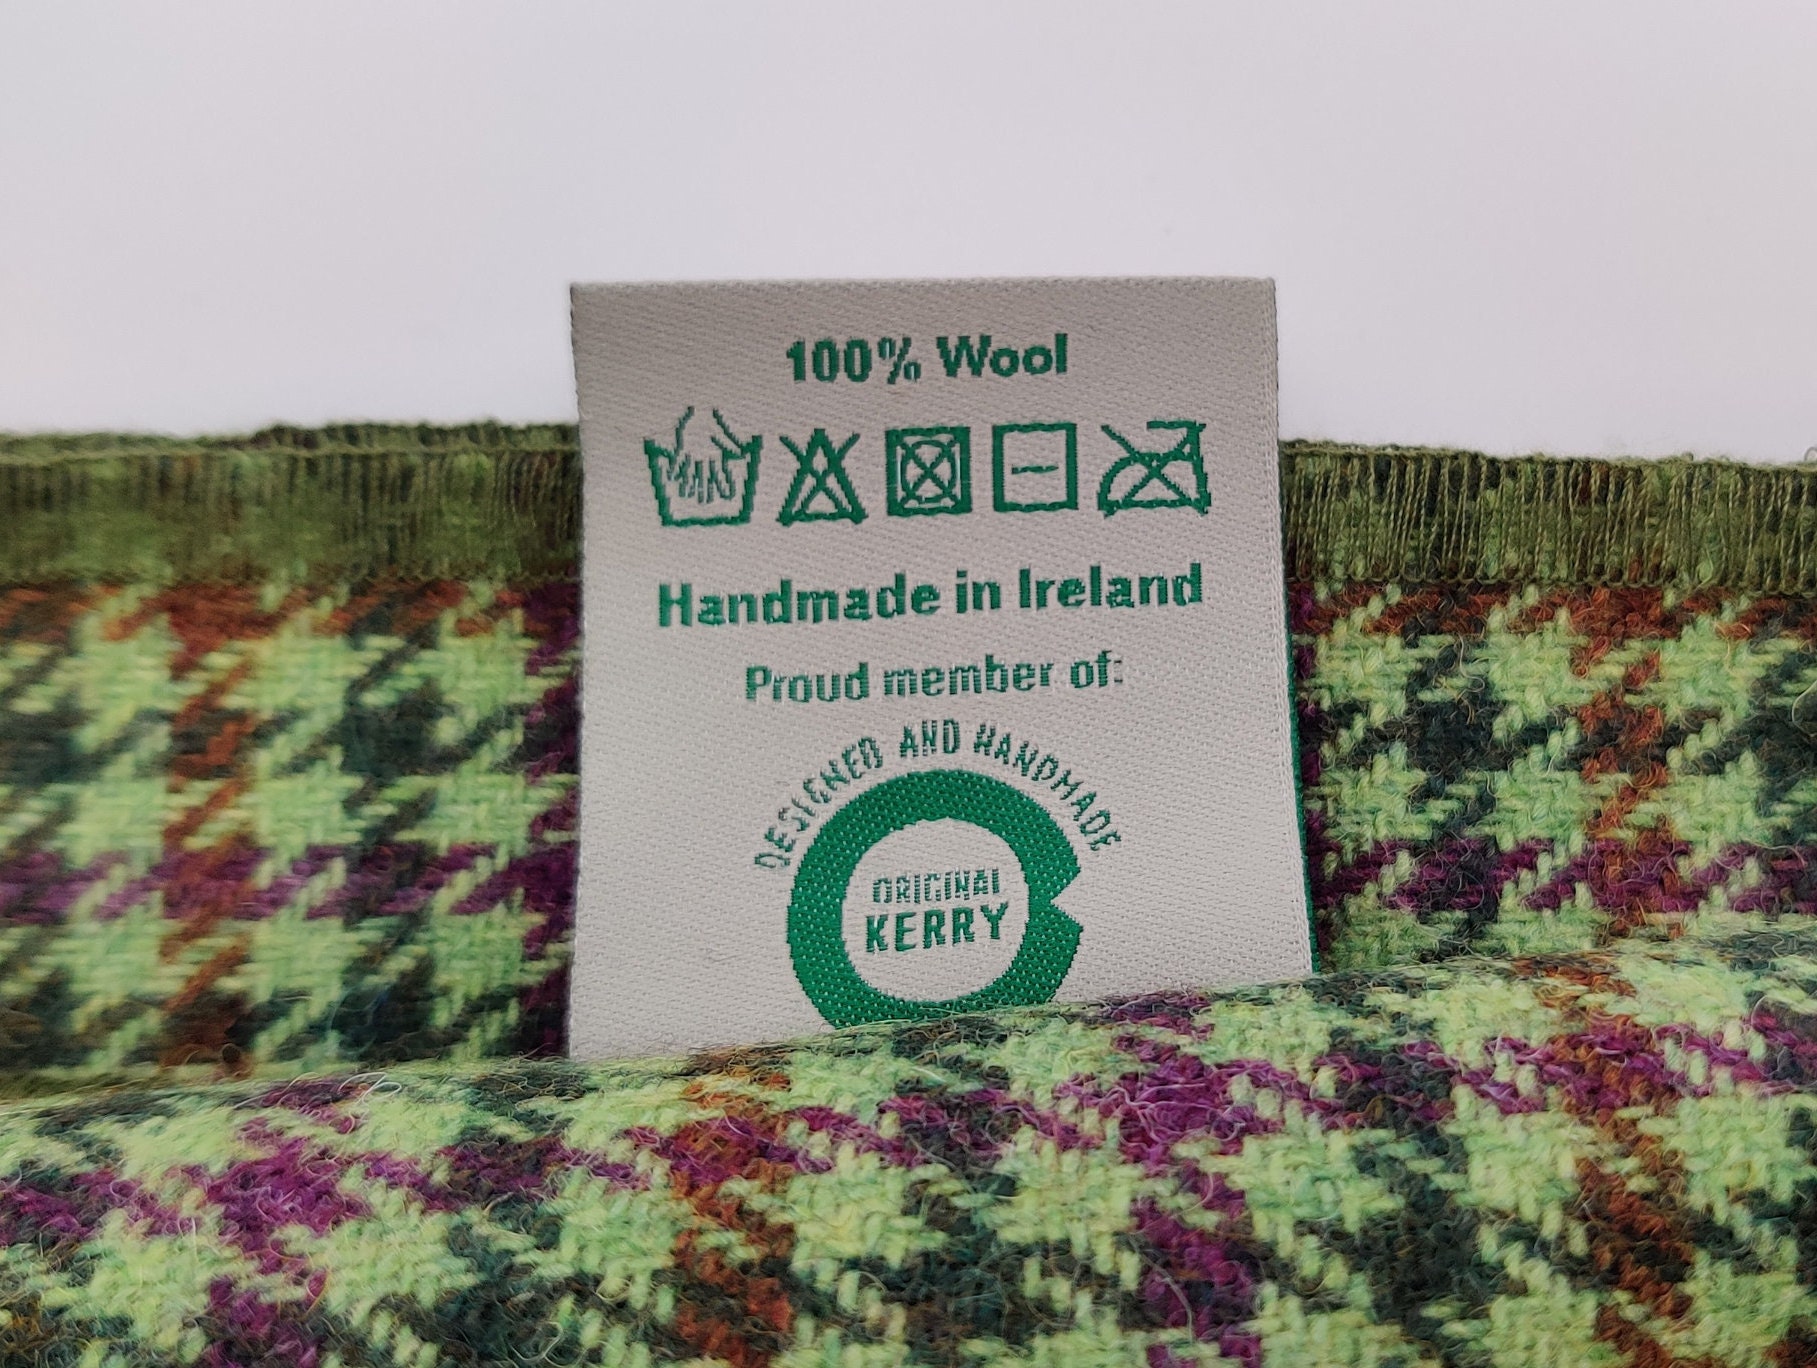 100% Wool
Handmade in Ireland
Proud member of:
DESIGNED AND HANDMADE
ORIGINAL
KERRY